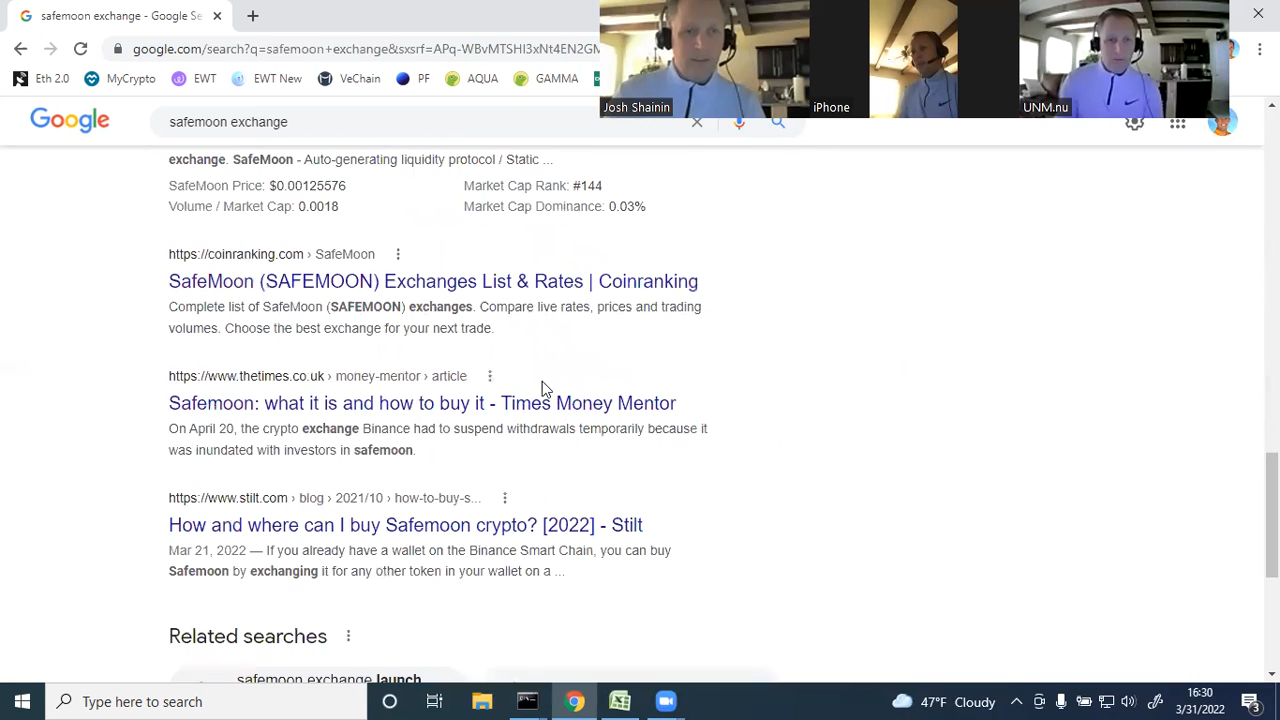 safemoon exchange - Google Se
google.com/search?q=safemoon+exchange&sxsrf=APq-
Eth 2.0 MyCrypto EWT EWT New VeChain PF AQUA GAMMA
Josh Shainin iPhone UNM.nu
Google safemoon exchange
exchange. SafeMoon - Auto-generating liquidity protocol / Static ...
SafeMoon Price: $0.00125576 Market Cap Rank: #144
Volume / Market Cap: 0.0018 Market Cap Dominance: 0.03%
https://coinranking.com › SafeMoon
SafeMoon (SAFEMOON) Exchanges List & Rates | Coinranking
Complete list of SafeMoon (SAFEMOON) exchanges. Compare live rates, prices and trading
volumes. Choose the best exchange for your next trade.
https://www.thetimes.co.uk › money-mentor › article
Safemoon: what it is and how to buy it - Times Money Mentor
On April 20, the crypto exchange Binance had to suspend withdrawals temporarily because it
was inundated with investors in safemoon.
https://www.stilt.com › blog › 2021/10 › how-to-buy-s...
How and where can I buy Safemoon crypto? [2022] - Stilt
Mar 21, 2022 — If you already have a wallet on the Binance Smart Chain, you can buy
Safemoon by exchanging it for any other token in your wallet on a ...
Related searches
safemoon exchange launch
Type here to search
47°F Cloudy
16:30
3/31/2022
3